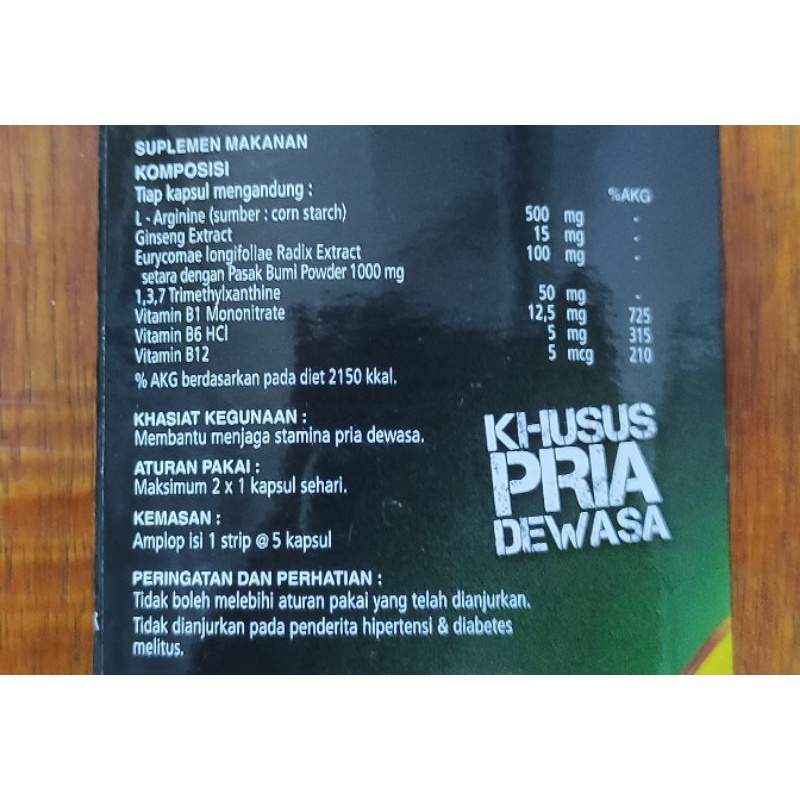 SUPLEMEN MAKANAN
KOMPOSISI
Tiap kapsul mengandung : %AKG
L - Arginine (sumber : corn starch) 500 mg -
Ginseng Extract 15 mg -
Eurycomae longifoliae Radix Extract 100 mg -
setara dengan Pasak Bumi Powder 1000 mg
1,3,7 Trimethylxanthine 50 mg -
Vitamin B1 Mononitrate 12,5 mg 725
Vitamin B6 HCl 5 mg 315
Vitamin B12 5 mcg 210
% AKG berdasarkan pada diet 2150 kkal.
KHASIAT KEGUNAAN :
Membantu menjaga stamina pria dewasa.
ATURAN PAKAI :
Maksimum 2 x 1 kapsul sehari.
KEMASAN :
Amplop isi 1 strip @ 5 kapsul
KHUSUS
PRIA
DEWASA
PERINGATAN DAN PERHATIAN :
Tidak boleh melebihi aturan pakai yang telah dianjurkan.
Tidak dianjurkan pada penderita hipertensi & diabetes
melitus.